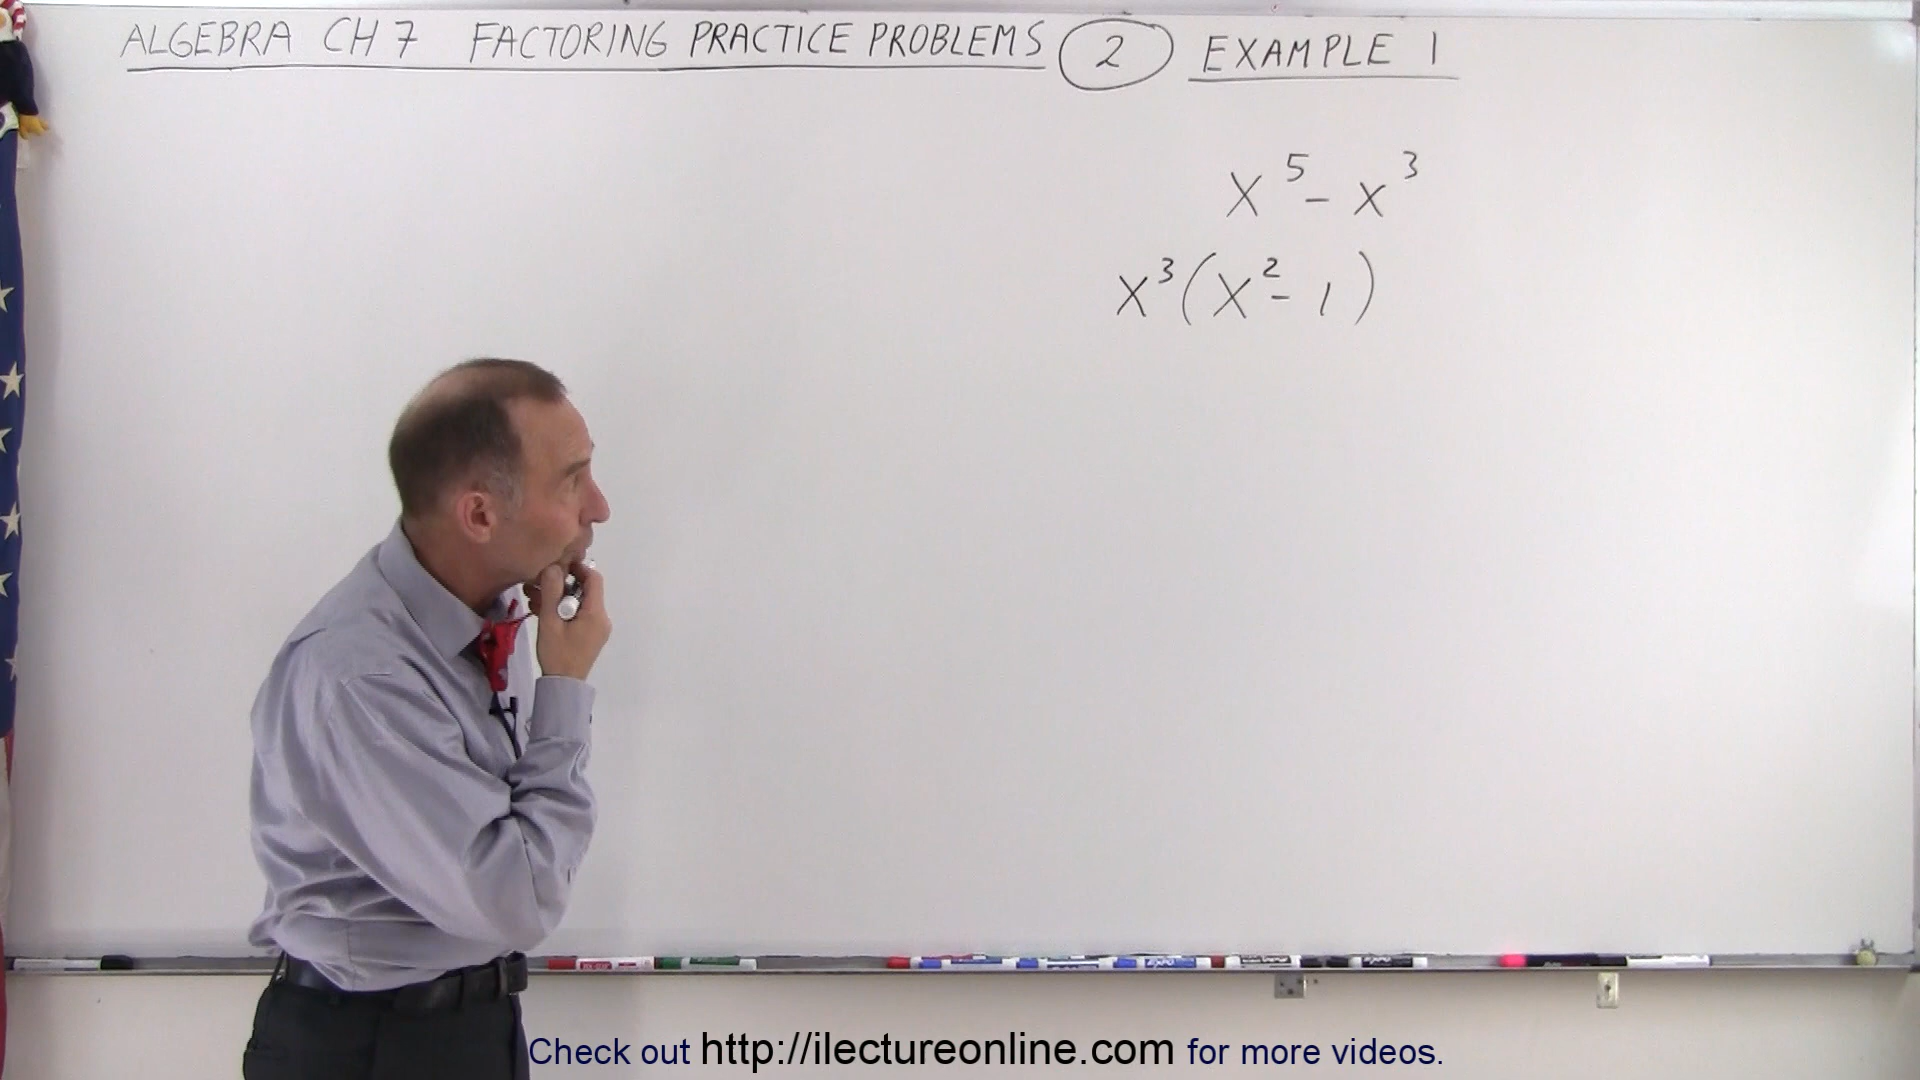 ALGEBRA CH 7 FACTORING PRACTICE PROBLEMS 2 EXAMPLE 1
x⁵ - x³
x³(x² - 1)
EXPO
Check out http://ilectureonline.com for more videos.